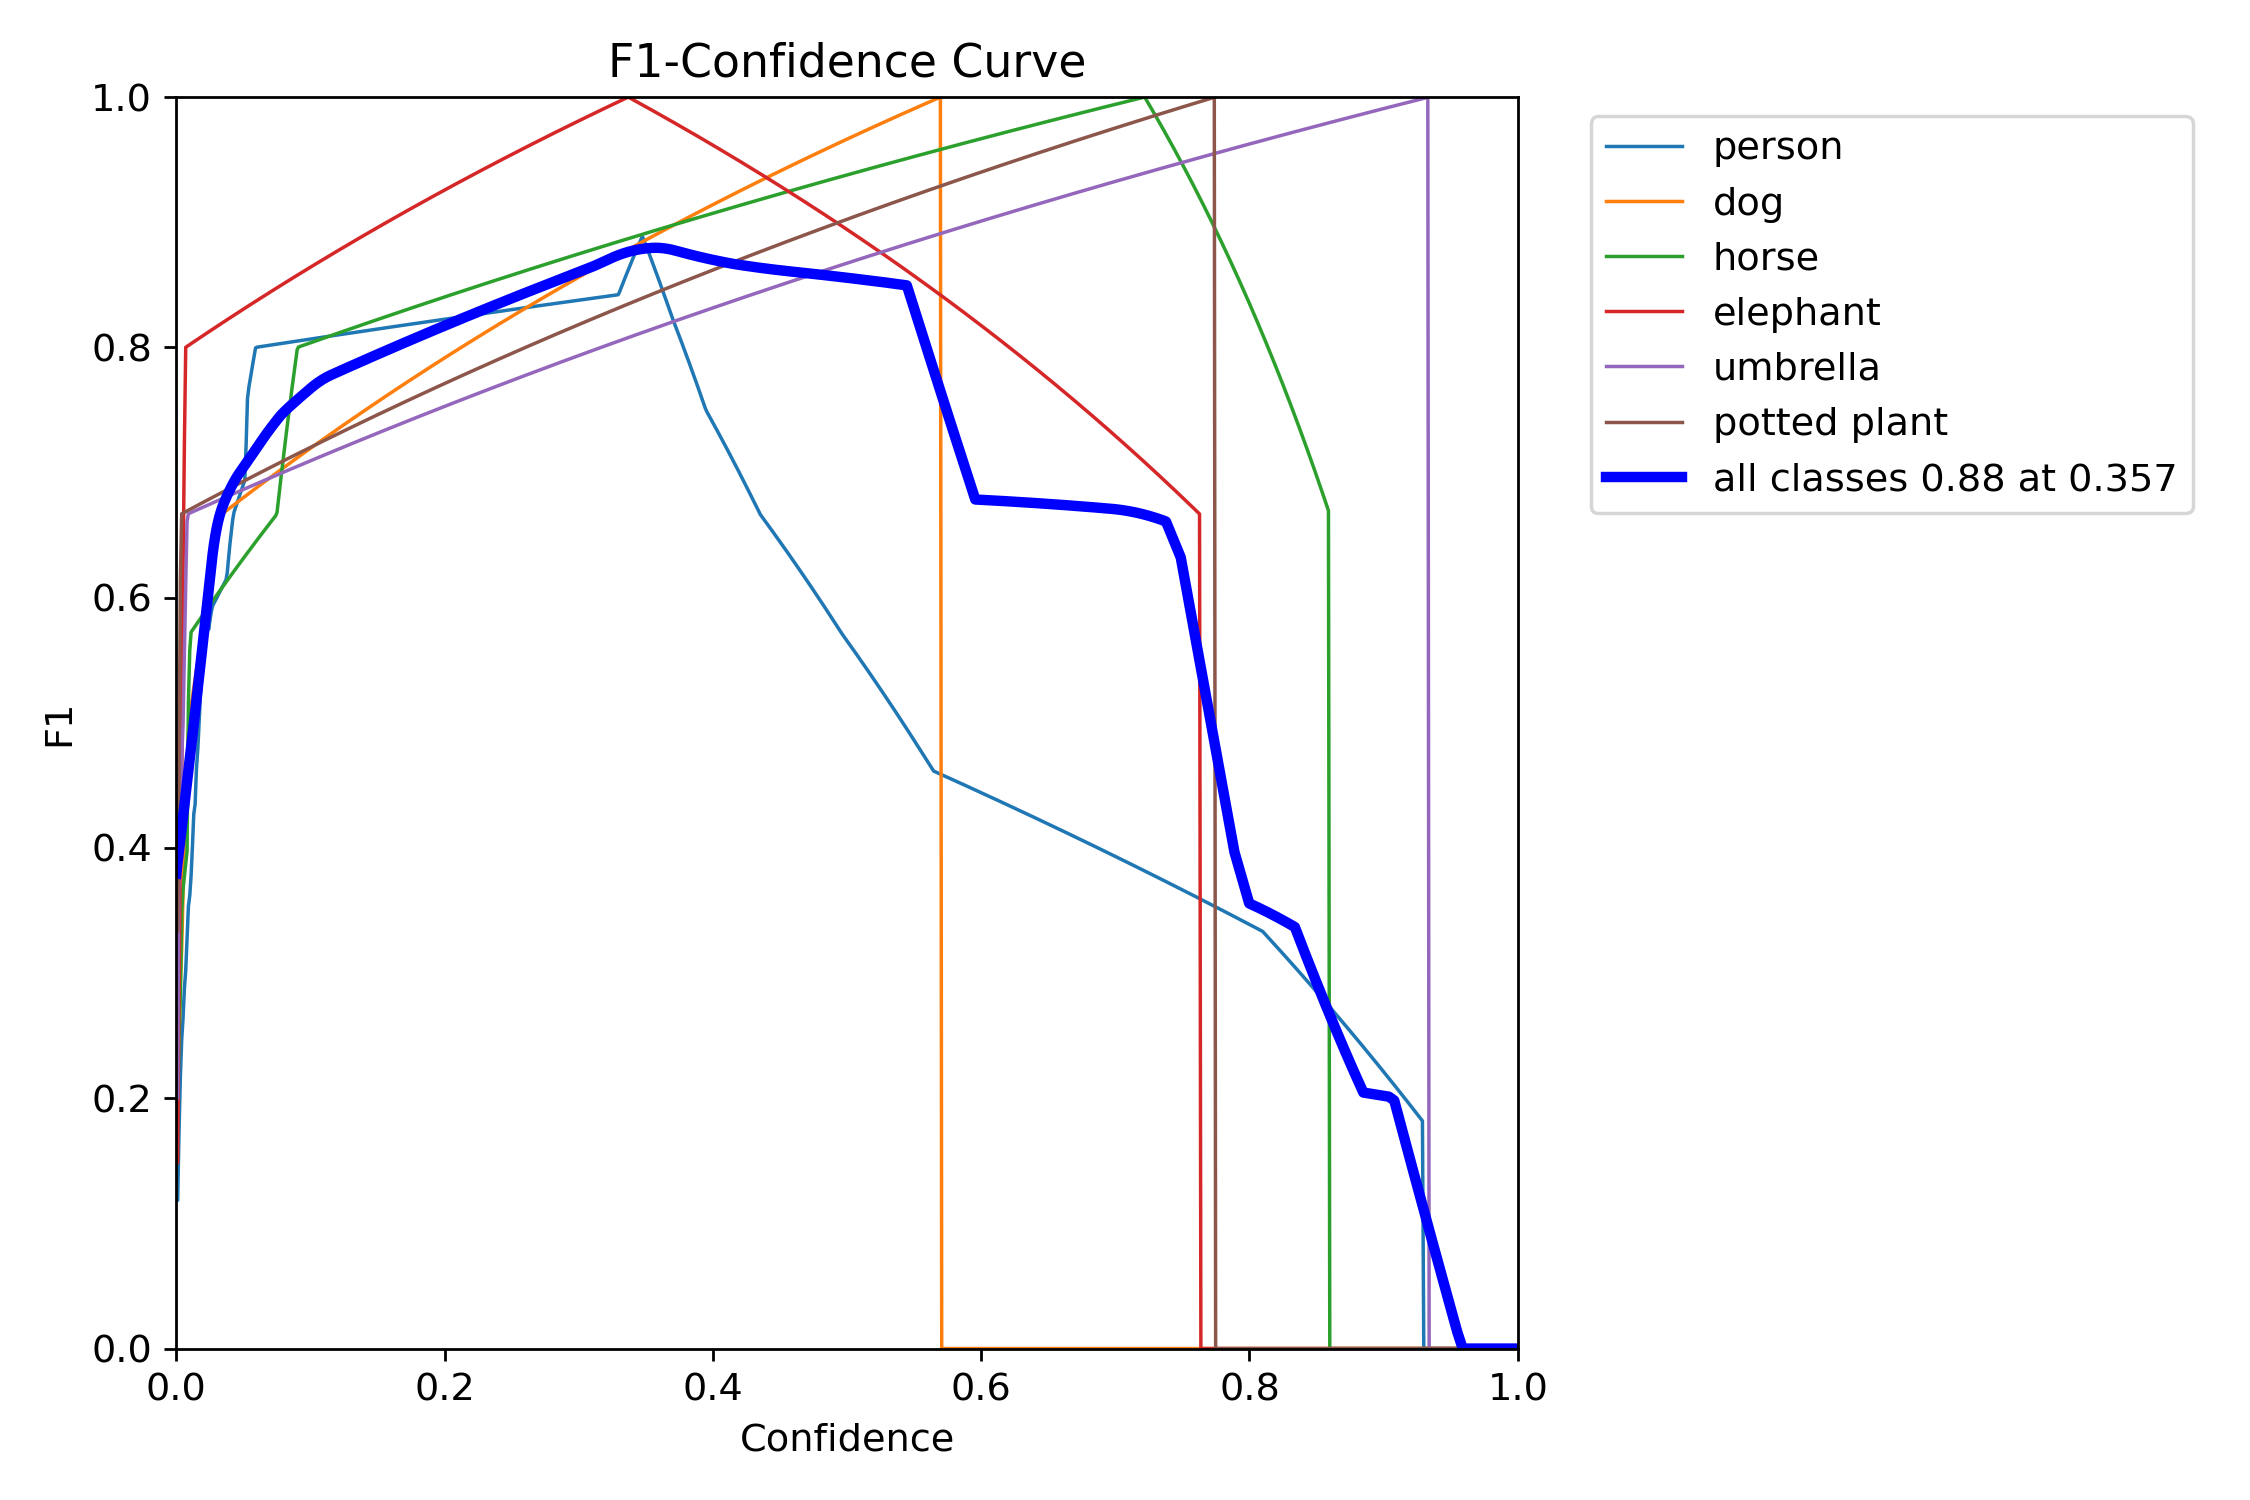 F1-Confidence Curve
1.0
0.8
0.6
0.4
0.2
0.0
F1
0.0 0.2 0.4 0.6 0.8 1.0
Confidence
person
dog
horse
elephant
umbrella
potted plant
all classes 0.88 at 0.357